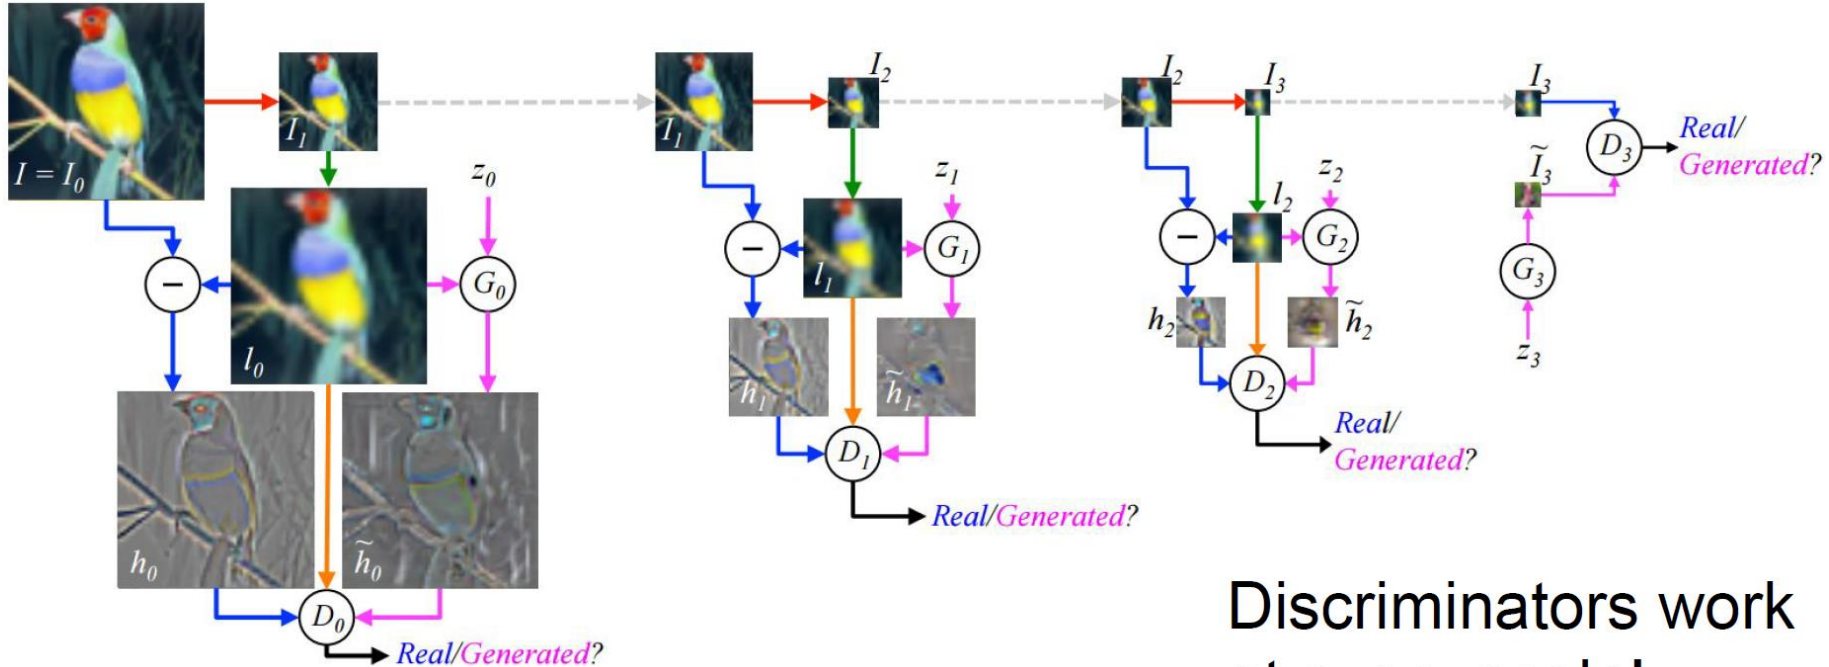 I = I₀
I₁
l₀
z₀
−
G₀
h₀
h̃₀
D₀
Real/Generated?
I₁
I₂
z₁
−
l₁
G₁
h₁
h̃₁
D₁
Real/Generated?
I₂
I₃
z₂
−
l₂
G₂
h₂
h̃₂
D₂
Real/
Generated?
I₃
Ĩ₃
D₃
Real/
Generated?
G₃
z₃
Discriminators work